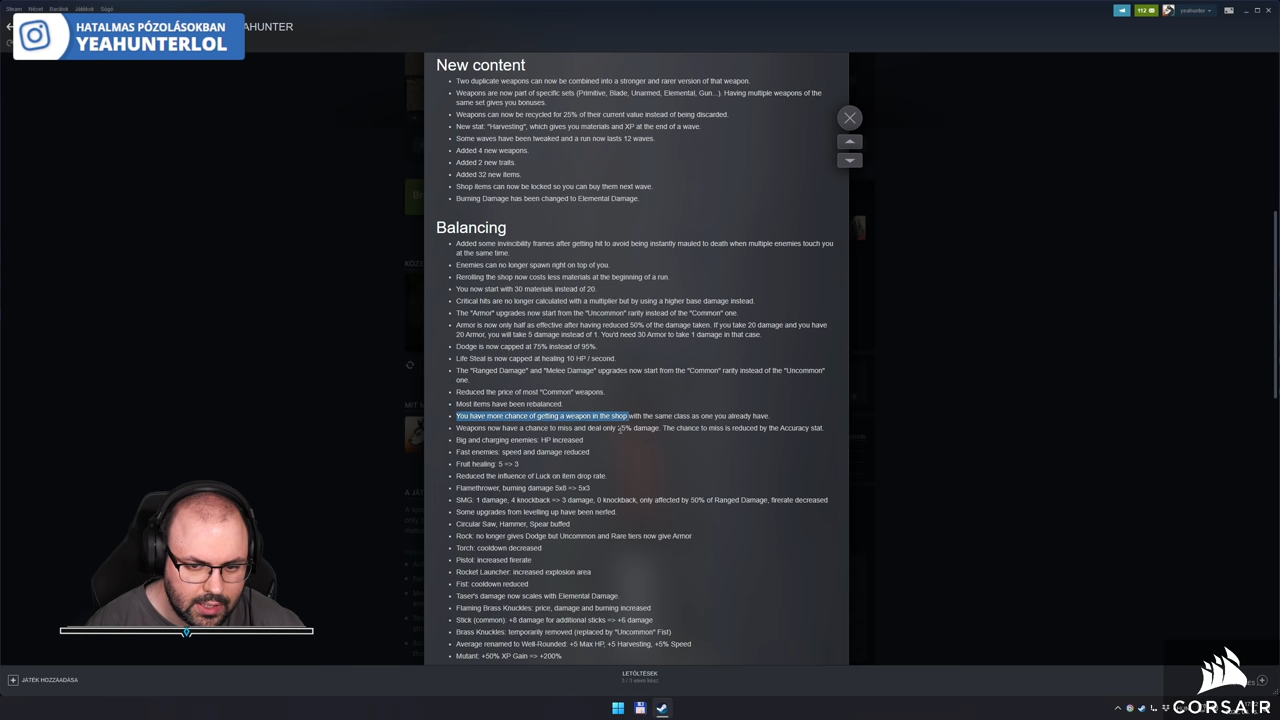 Steam Nézet Barátok Játékok Súgó
112
yeahunter
HATALMAS PÓZOLÁSOKBAN
YEAHUNTERLOL
New content
Two duplicate weapons can now be combined into a stronger and rarer version of that weapon.
Weapons are now part of specific sets (Primitive, Blade, Unarmed, Elemental, Gun...). Having multiple weapons of the
same set gives you bonuses.
Weapons can now be recycled for 25% of their current value instead of being discarded.
New stat: "Harvesting", which gives you materials and XP at the end of a wave.
Some waves have been tweaked and a run now lasts 12 waves.
Added 4 new weapons.
Added 2 new traits.
Added 32 new items.
Shop items can now be locked so you can buy them next wave.
Burning Damage has been changed to Elemental Damage.
Balancing
Added some invincibility frames after getting hit to avoid being instantly mauled to death when multiple enemies touch you
at the same time.
Enemies can no longer spawn right on top of you.
Rerolling the shop now costs less materials at the beginning of a run.
You now start with 30 materials instead of 20.
Critical hits are no longer calculated with a multiplier but by using a higher base damage instead.
The "Armor" upgrades now start from the "Uncommon" rarity instead of the "Common" one.
Armor is now only half as effective after having reduced 50% of the damage taken. If you take 20 damage and you have
20 Armor, you will take 5 damage instead of 1. You'd need 30 Armor to take 1 damage in that case.
Dodge is now capped at 75% instead of 95%.
Life Steal is now capped at healing 10 HP / second.
The "Ranged Damage" and "Melee Damage" upgrades now start from the "Common" rarity instead of the "Uncommon"
one.
Reduced the price of most "Common" weapons.
Most items have been rebalanced.
You have more chance of getting a weapon in the shop with the same class as one you already have.
Weapons now have a chance to miss and deal only damage. The chance to miss is reduced by the Accuracy stat.
Big and charging enemies: HP increased
Fast enemies: speed and damage reduced
Fruit healing: 5 => 3
Reduced the influence of Luck on item drop rate.
Flamethrower, burning damage 5x8 => 5x3
SMG: 1 damage, 4 knockback => 3 damage, 0 knockback, only affected by 50% of Ranged Damage, firerate decreased
Some upgrades from levelling up have been nerfed.
Circular Saw, Hammer, Spear buffed
Rock: no longer gives Dodge but Uncommon and Rare tiers now give Armor
Torch: cooldown decreased
Pistol: increased firerate
Rocket Launcher: increased explosion area
Fist: cooldown reduced
Taser's damage now scales with Elemental Damage.
Flaming Brass Knuckles: price, damage and burning increased
Stick (common): +8 damage for additional sticks => +6 damage
Brass Knuckles: temporarily removed (replaced by "Uncommon" Fist)
Average renamed to Well-Rounded: +5 Max HP, +5 Harvesting, +5% Speed
Mutant: +50% XP Gain => +200%
JÁTÉK HOZZÁADÁSA
LETÖLTÉSEK
CORSAIR